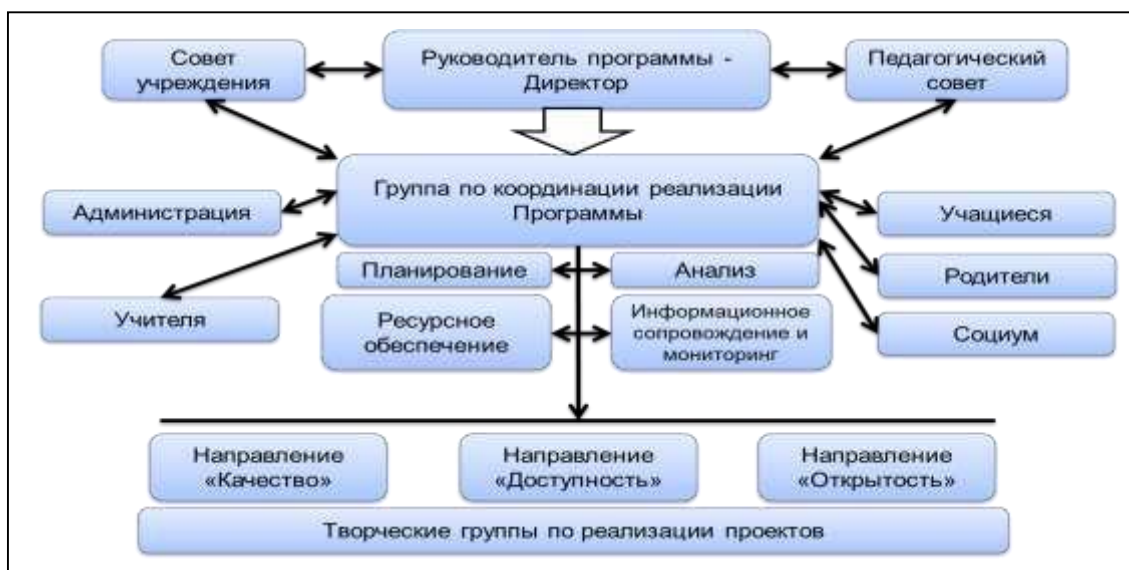 Совет
учреждения
Руководитель программы -
Директор
Педагогический
совет
Группа по координации реализации
Программы
Администрация
Учащиеся
Планирование
Анализ
Родители
Учителя
Ресурсное
обеспечение
Информационное
сопровождение и
мониторинг
Социум
Направление
«Качество»
Направление
«Доступность»
Направление
«Открытость»
Творческие группы по реализации проектов